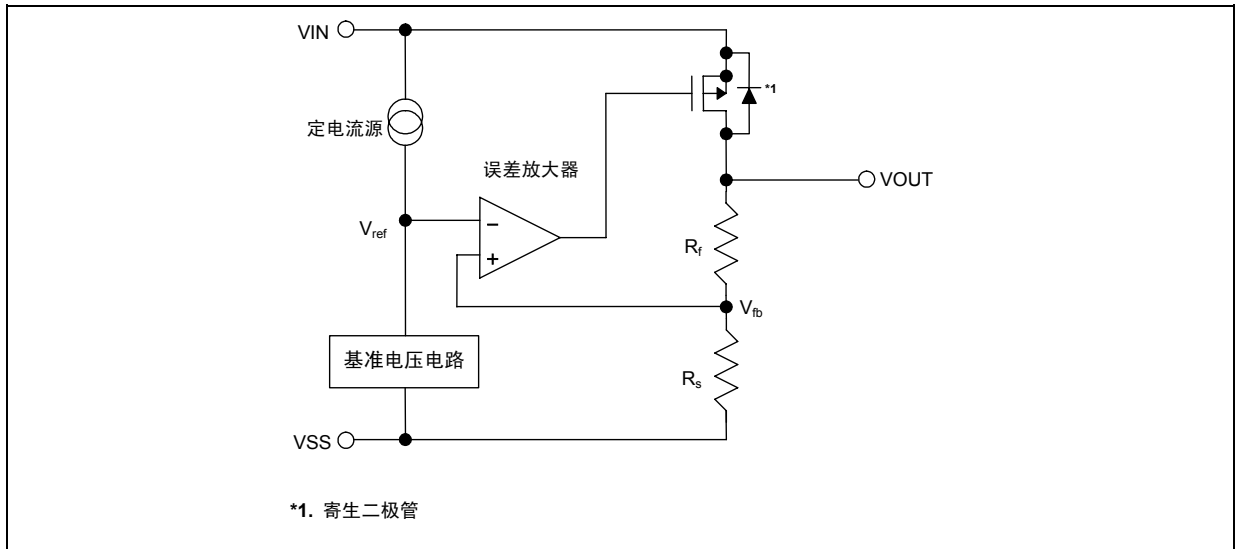 VIN
*1
定电流源
误差放大器
VOUT
Vref
−
+
Rf
Vfb
基准电压电路
Rs
VSS
*1. 寄生二极管